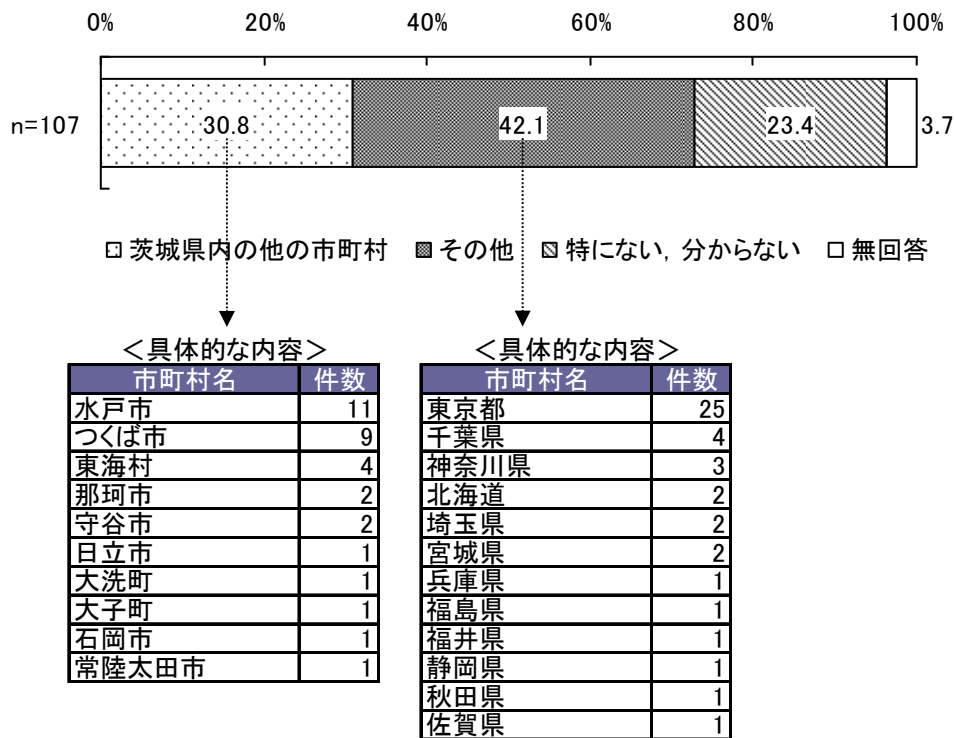 0% 20% 40% 60% 80% 100%
n=107 30.8 42.1 23.4 3.7
茨城県内の他の市町村 その他 特にない，分からない 無回答
＜具体的な内容＞
市町村名 件数
水戸市 11
つくば市 9
東海村 4
那珂市 2
守谷市 2
日立市 1
大洗町 1
大子町 1
石岡市 1
常陸太田市 1
＜具体的な内容＞
市町村名 件数
東京都 25
千葉県 4
神奈川県 3
北海道 2
埼玉県 2
宮城県 2
兵庫県 1
福島県 1
福井県 1
静岡県 1
秋田県 1
佐賀県 1